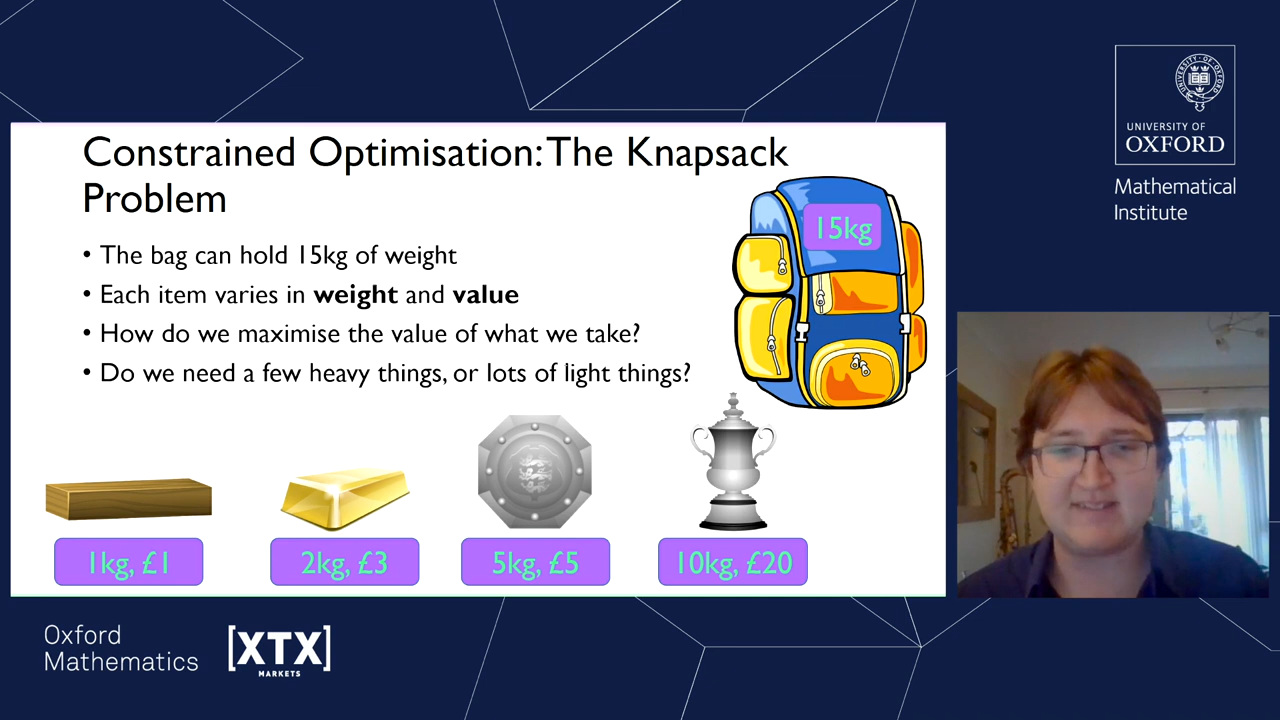 UNIVERSITY OF
OXFORD
Mathematical
Institute
Constrained Optimisation: The Knapsack
Problem
• The bag can hold 15kg of weight
• Each item varies in weight and value
• How do we maximise the value of what we take?
• Do we need a few heavy things, or lots of light things?
15kg
1kg, £1
2kg, £3
5kg, £5
10kg, £20
Oxford
Mathematics
[XTX]
MARKETS